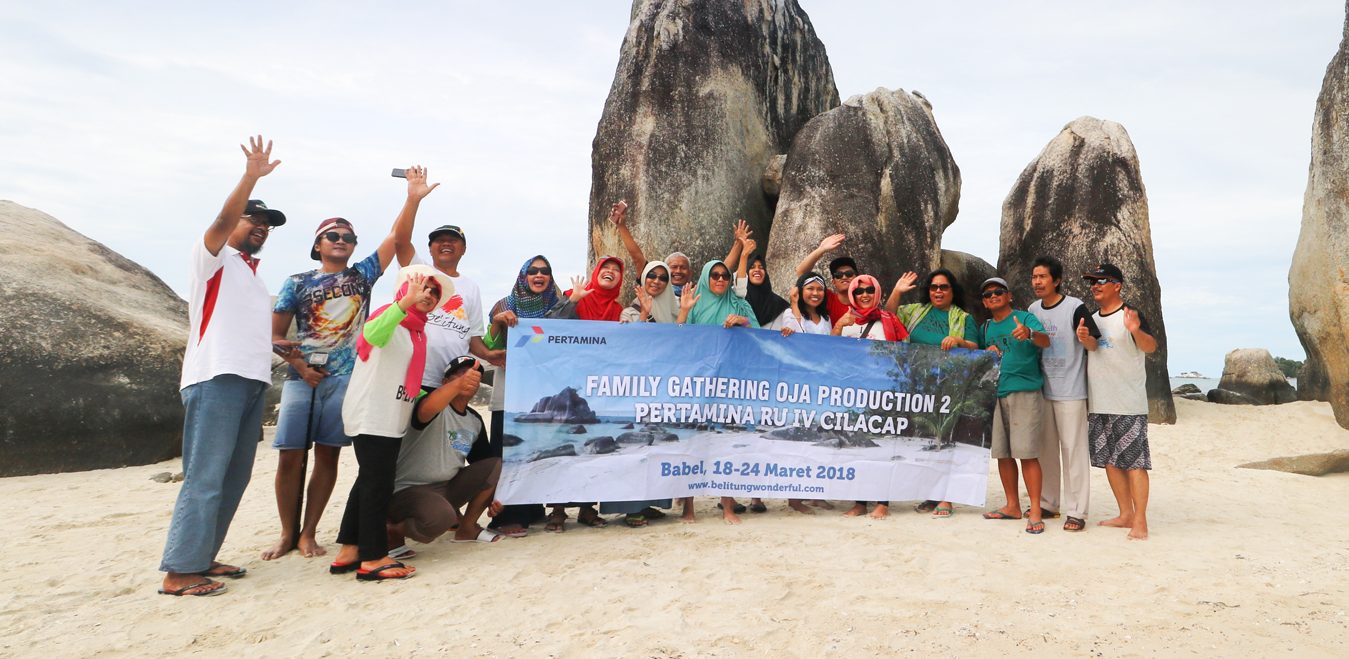 PERTAMINA
FAMILY GATHERING OJA PRODUCTION 2
PERTAMINA RU IV CILACAP
Babel, 18-24 Maret 2018
www.belitungwonderful.com